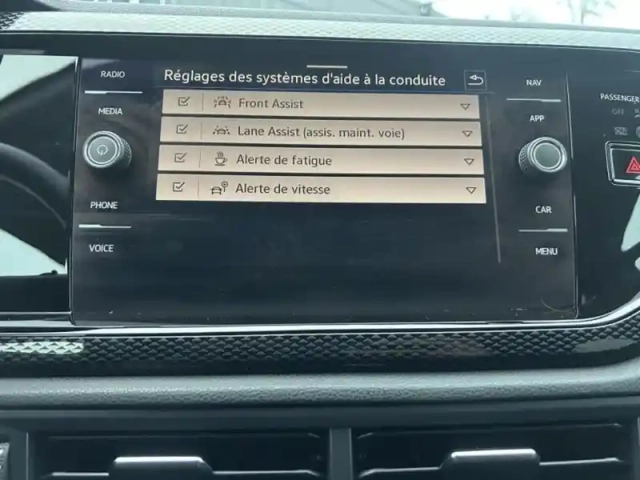 RADIO
Réglages des systèmes d'aide à la conduite
NAV
MEDIA
Front Assist
APP
Lane Assist (assis. maint. voie)
Alerte de fatigue
Alerte de vitesse
PHONE
CAR
VOICE
MENU
PASSENGER
OFF